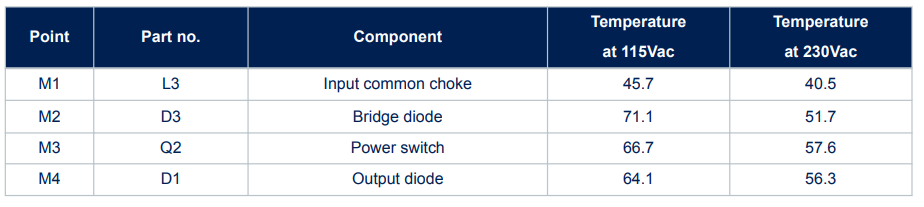 Point Part no. Component Temperature at 115Vac Temperature at 230Vac
M1 L3 Input common choke 45.7 40.5
M2 D3 Bridge diode 71.1 51.7
M3 Q2 Power switch 66.7 57.6
M4 D1 Output diode 64.1 56.3